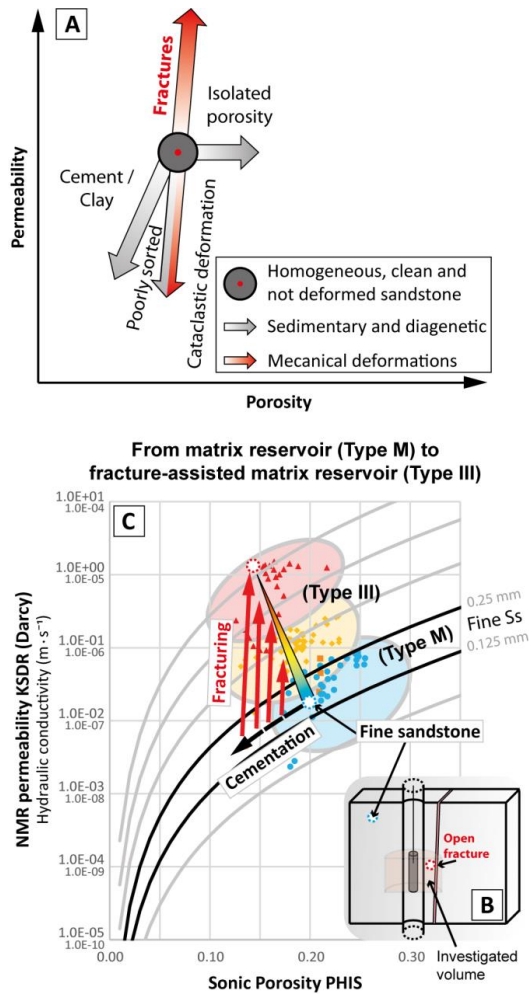 A
Permeability
Fractures
Isolated
porosity
Cement /
Clay
Poorly sorted
Cataclastic deformation
Homogeneous, clean and
not deformed sandstone
Sedimentary and diagenetic
Mecanical deformations
Porosity
From matrix reservoir (Type M) to
fracture-assisted matrix reservoir (Type III)
C
NMR permeability KSDR (Darcy)
Hydraulic conductivity (m·s⁻¹)
1.0E+01
1.0E-04
1.0E+00
1.0E-05
1.0E-01
1.0E-06
1.0E-02
1.0E-07
1.0E-03
1.0E-08
1.0E-04
1.0E-09
1.0E-05
1.0E-10
(Type III)
(Type M)
0.25 mm
Fine Ss
0.125 mm
Fracturing
Cementation
Fine sandstone
Open
fracture
B
Investigated
volume
0.00
0.10
0.20
0.30
Sonic Porosity PHIS